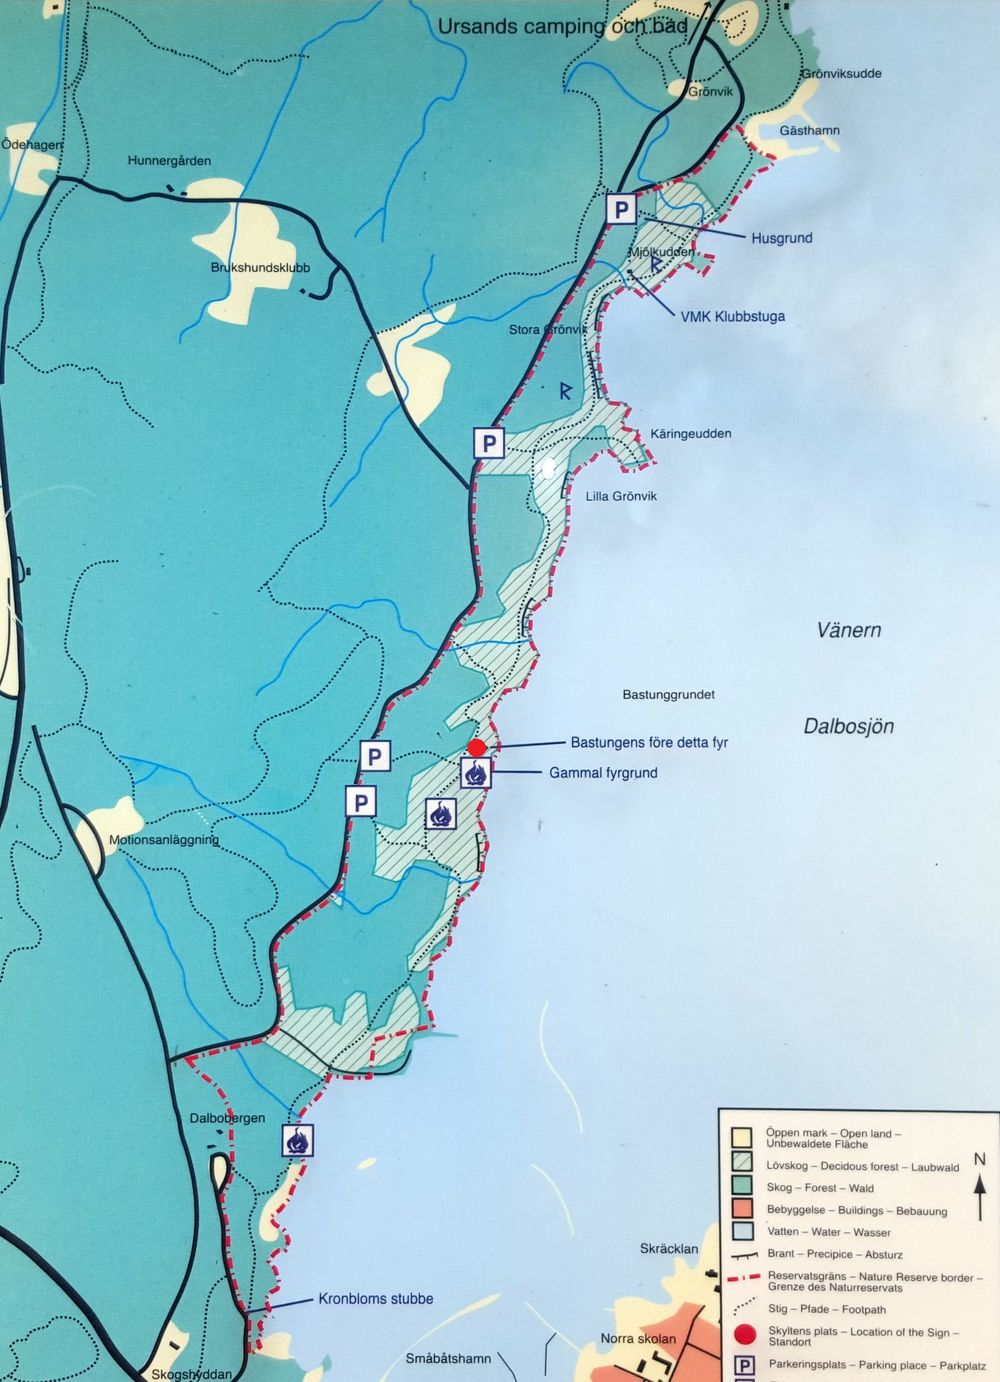 Ursands camping och bad
Grönviksudde
Grönvik
Gästhamn
Ödehagen
Hunnergården
P
Husgrund
Mjölkudden
R
Brukshundsklubb
VMK Klubbstuga
Stora Grönvik
R
P
Käringeudden
Lilla Grönvik
Vänern
Bastunggrundet
Dalbosjön
Bastungens före detta fyr
P
Gammal fyrgrund
P
Motionsanläggning
Dalbobergen
Öppen mark – Open land –
Unbewaldete Fläche
Lövskog – Decidous forest – Laubwald
N
Skog – Forest – Wald
Bebyggelse – Buildings – Bebauung
Vatten – Water – Wasser
Brant – Precipice – Absturz
Reservatsgräns – Nature Reserve border –
Grenze des Naturreservats
Stig – Pfade – Footpath
Skyltens plats – Location of the Sign –
Standort
P Parkeringsplats – Parking place – Parkplatz
Skräcklan
Kronbloms stubbe
Norra skolan
Småbåtshamn
Skogshyddan